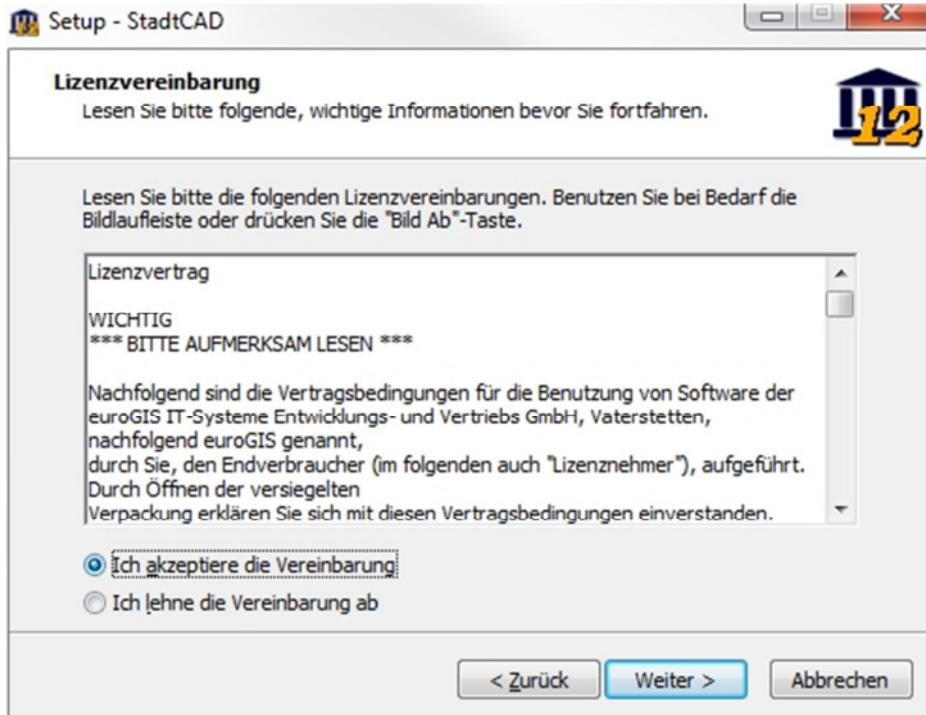 Setup - StadtCAD
Lizenzvereinbarung
Lesen Sie bitte folgende, wichtige Informationen bevor Sie fortfahren.
12
Lesen Sie bitte die folgenden Lizenzvereinbarungen. Benutzen Sie bei Bedarf die
Bildlaufleiste oder drücken Sie die "Bild Ab"-Taste.
Lizenzvertrag
WICHTIG
*** BITTE AUFMERKSAM LESEN ***
Nachfolgend sind die Vertragsbedingungen für die Benutzung von Software der
euroGIS IT-Systeme Entwicklungs- und Vertriebs GmbH, Vaterstetten,
nachfolgend euroGIS genannt,
durch Sie, den Endverbraucher (im folgenden auch "Lizenznehmer"), aufgeführt.
Durch Öffnen der versiegelten
Verpackung erklären Sie sich mit diesen Vertragsbedingungen einverstanden.
Ich akzeptiere die Vereinbarung
Ich lehne die Vereinbarung ab
< Zurück Weiter > Abbrechen